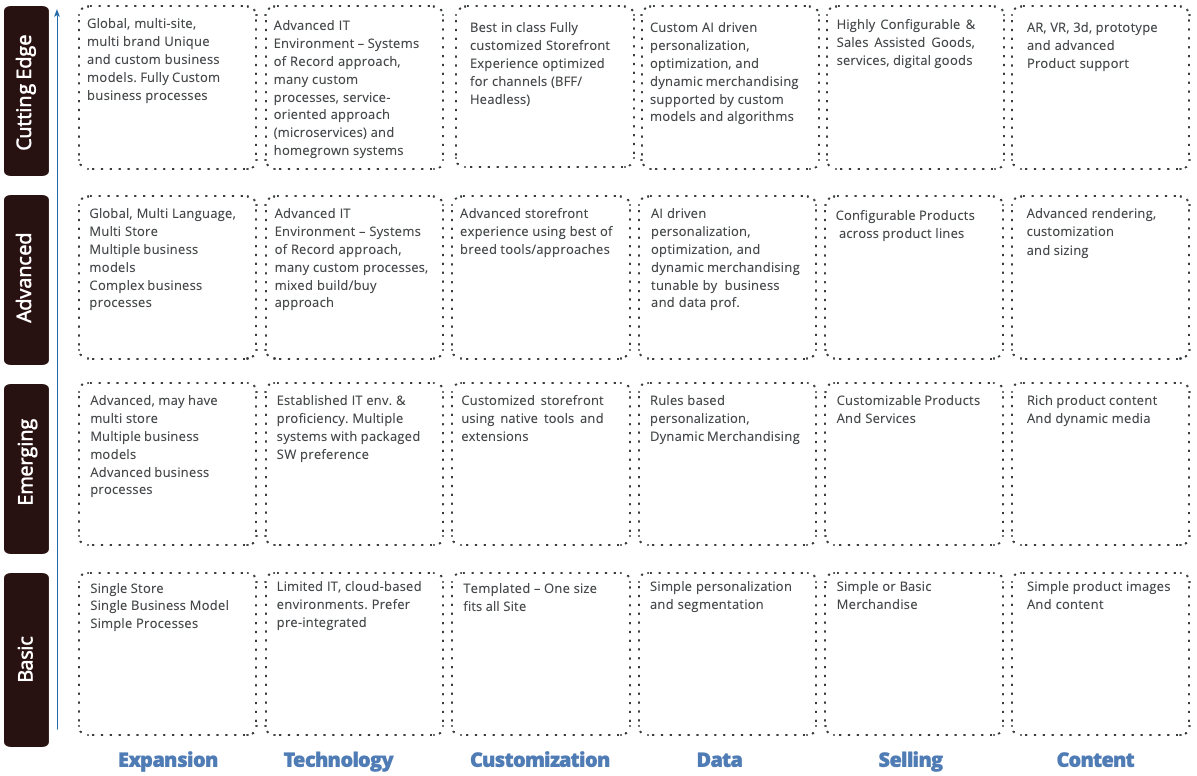 Cutting Edge
Global, multi-site,
multi brand Unique
and custom business
models. Fully Custom
business processes
Advanced IT
Environment – Systems
of Record approach,
many custom
processes, service-
oriented approach
(microservices) and
homegrown systems
Best in class Fully
customized Storefront
Experience optimized
for channels (BFF/
Headless)
Custom AI driven
personalization,
optimization, and
dynamic merchandising
supported by custom
models and algorithms
Highly Configurable &
Sales Assisted Goods,
services, digital goods
AR, VR, 3d, prototype
and advanced
Product support
Advanced
Global, Multi Language,
Multi Store
Multiple business
models
Complex business
processes
Advanced IT
Environment – Systems
of Record approach,
many custom processes,
mixed build/buy
approach
Advanced storefront
experience using best of
breed tools/approaches
AI driven
personalization,
optimization, and
dynamic merchandising
tunable by business
and data prof.
Configurable Products
across product lines
Advanced rendering,
customization
and sizing
Emerging
Advanced, may have
multi store
Multiple business
models
Advanced business
processes
Established IT env. &
proficiency. Multiple
systems with packaged
SW preference
Customized storefront
using native tools and
extensions
Rules based
personalization,
Dynamic Merchandising
Customizable Products
And Services
Rich product content
And dynamic media
Basic
Single Store
Single Business Model
Simple Processes
Limited IT, cloud-based
environments. Prefer
pre-integrated
Templated – One size
fits all Site
Simple personalization
and segmentation
Simple or Basic
Merchandise
Simple product images
And content
Expansion
Technology
Customization
Data
Selling
Content